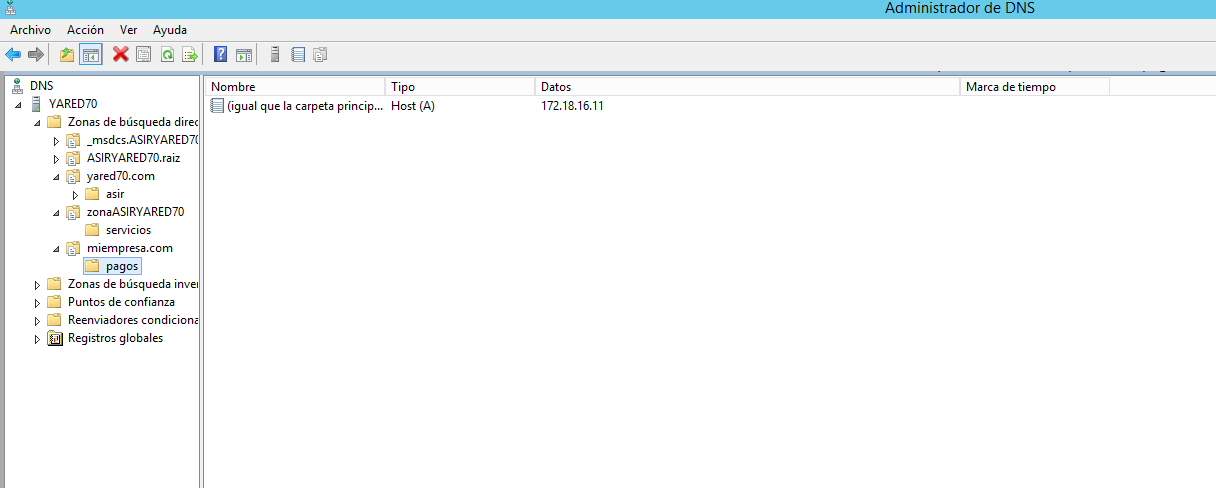 Administrador de DNS
Archivo Acción Ver Ayuda
DNS
YARED70
Zonas de búsqueda direc
_msdcs.ASIRYARED70
ASIRYARED70.raiz
yared70.com
asir
zonaASIRYARED70
servicios
miempresa.com
pagos
Zonas de búsqueda inver
Puntos de confianza
Reenviadores condiciona
Registros globales
Nombre Tipo Datos Marca de tiempo
(igual que la carpeta princip... Host (A) 172.18.16.11